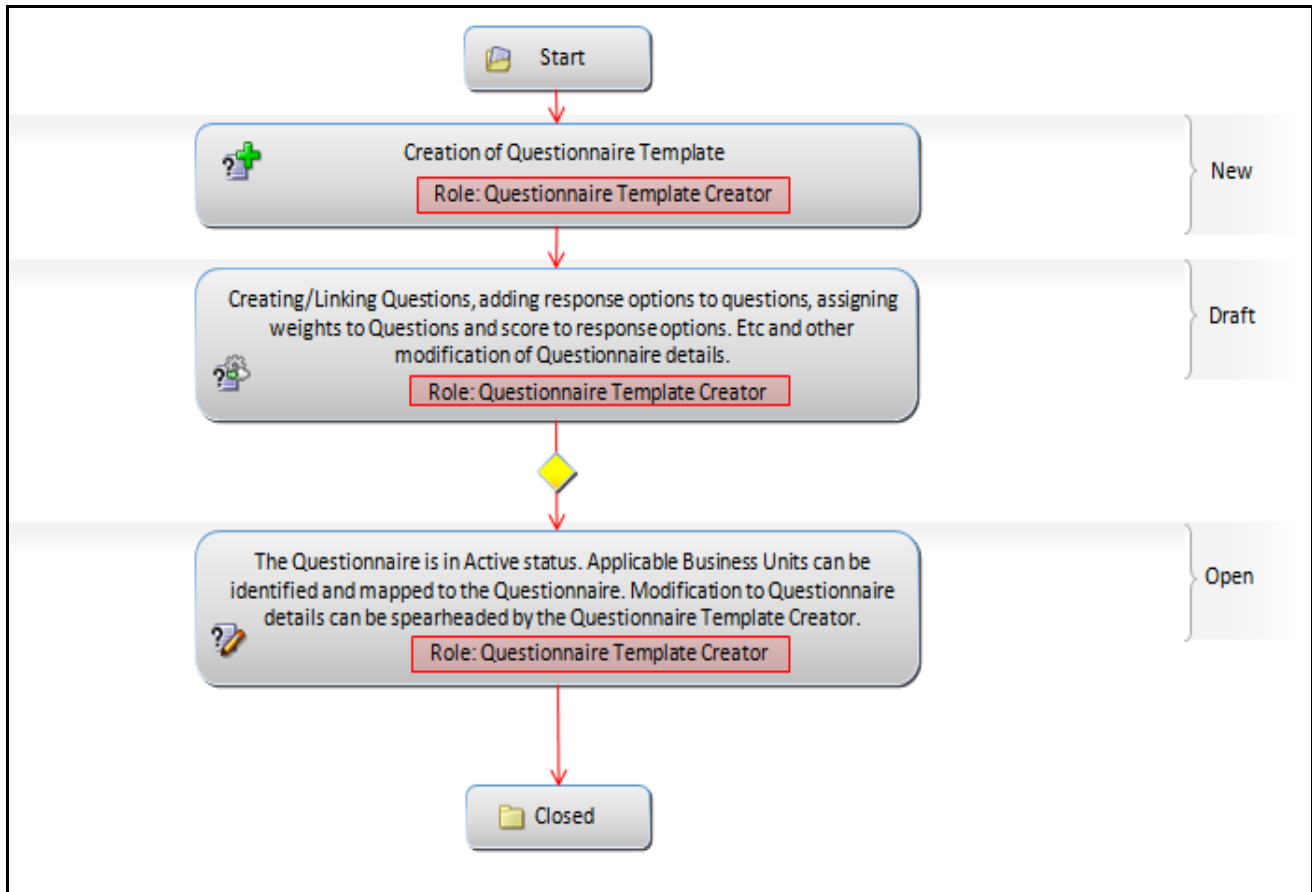 Start
Creation of Questionnaire Template
Role: Questionnaire Template Creator
New
Creating/Linking Questions, adding response options to questions, assigning
weights to Questions and score to response options. Etc and other
modification of Questionnaire details.
Role: Questionnaire Template Creator
Draft
The Questionnaire is in Active status. Applicable Business Units can be
identified and mapped to the Questionnaire. Modification to Questionnaire
details can be spearheaded by the Questionnaire Template Creator.
Role: Questionnaire Template Creator
Open
Closed